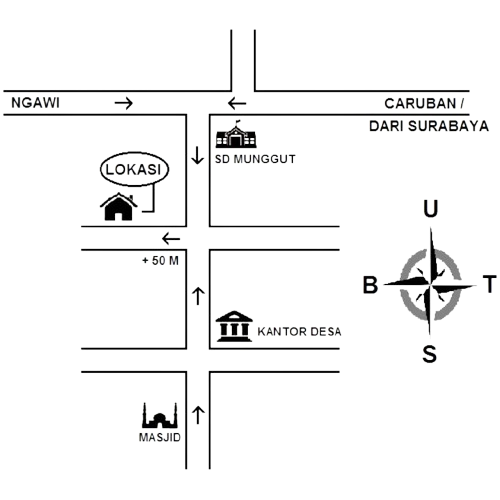 NGAWI
CARUBAN /
DARI SURABAYA
SD MUNGGUT
LOKASI
+ 50 M
KANTOR DESA
MASJID
U
B
T
S